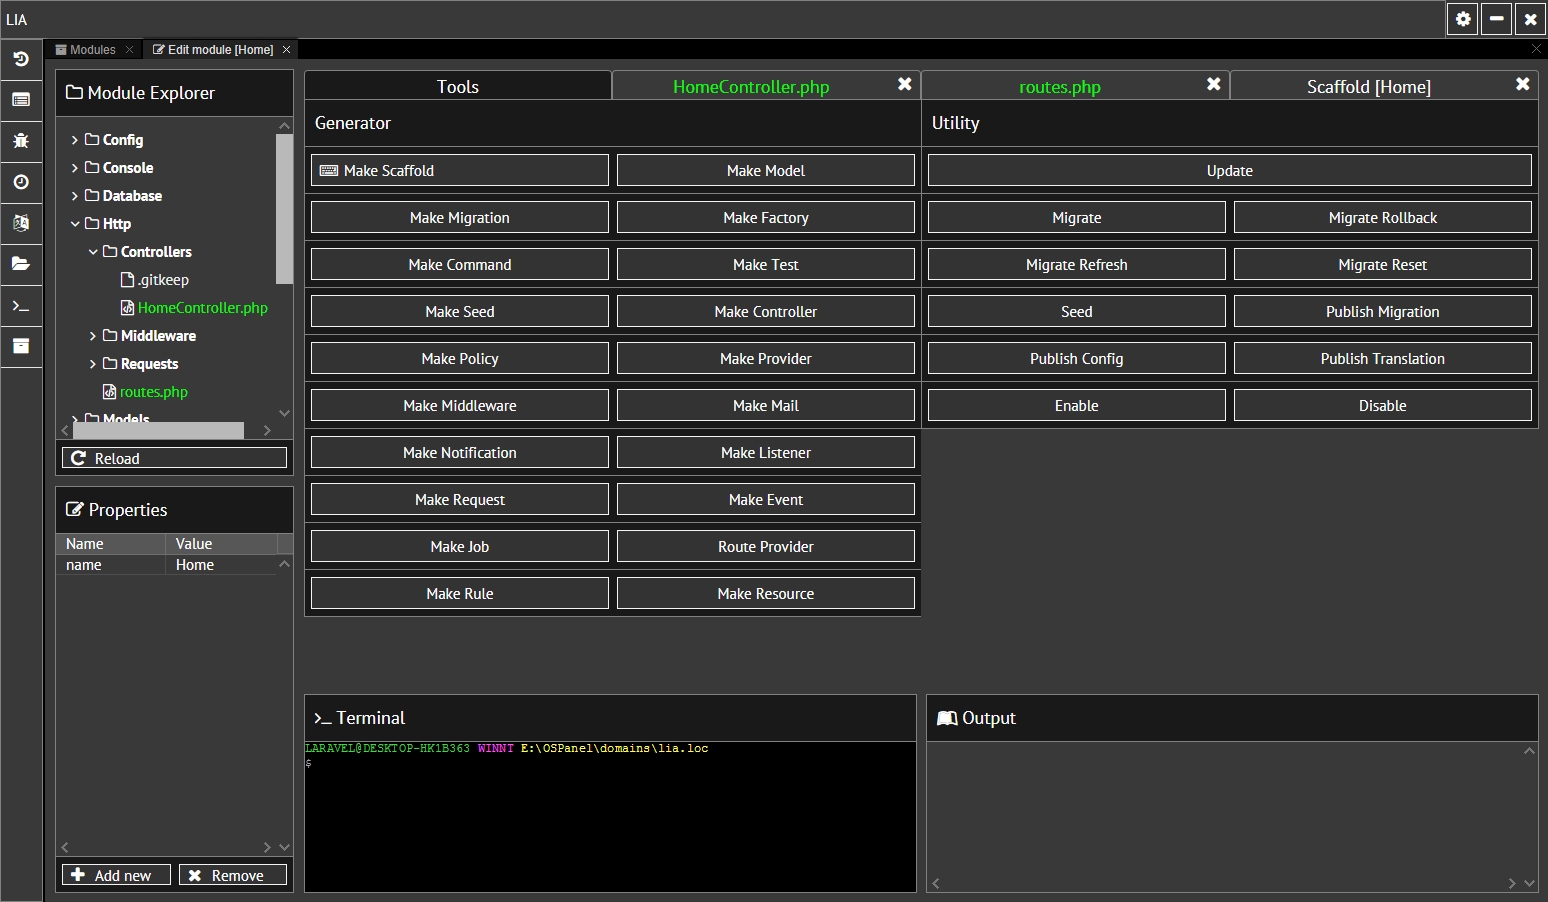 LIA
Modules
Edit module [Home]
Module Explorer
Config
Console
Database
Http
Controllers
.gitkeep
HomeController.php
Middleware
Requests
routes.php
Models
Reload
Properties
Name Value
name Home
Add new Remove
Tools HomeController.php routes.php Scaffold [Home]
Generator
Make Scaffold Make Model
Make Migration Make Factory
Make Command Make Test
Make Seed Make Controller
Make Policy Make Provider
Make Middleware Make Mail
Make Notification Make Listener
Make Request Make Event
Make Job Route Provider
Make Rule Make Resource
Utility
Update
Migrate Migrate Rollback
Migrate Refresh Migrate Reset
Seed Publish Migration
Publish Config Publish Translation
Enable Disable
Terminal
LARAVEL@DESKTOP-HK1B363 WINNT E:\OSPanel\domains\lia.loc
$
Output